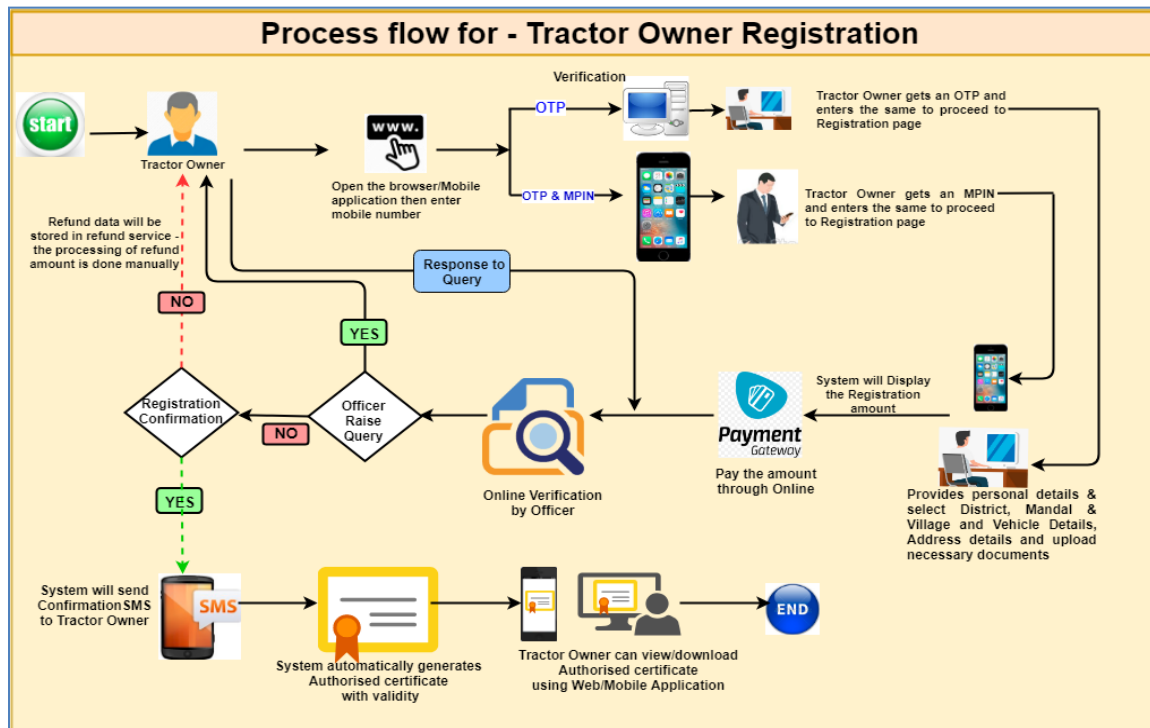 Process flow for - Tractor Owner Registration
Verification
start
Tractor Owner
www.
Open the browser/Mobile
application then enter
mobile number
OTP
Tractor Owner gets an OTP and
enters the same to proceed to
Registration page
OTP & MPIN
Tractor Owner gets an MPIN
and enters the same to proceed
to Registration page
Refund data will be
stored in refund service -
the processing of refund
amount is done manually
Response to
Query
NO
YES
Registration
Confirmation
NO
Officer
Raise
Query
Online Verification
by Officer
Payment
Gateway
Pay the amount
through Online
System will Display
the Registration
amount
Provides personal details &
select District, Mandal &
Village and Vehicle Details,
Address details and upload
necessary documents
YES
System will send
Confirmation SMS
to Tractor Owner
SMS
System automatically generates
Authorised certificate
with validity
Tractor Owner can view/download
Authorised certificate
using Web/Mobile Application
END